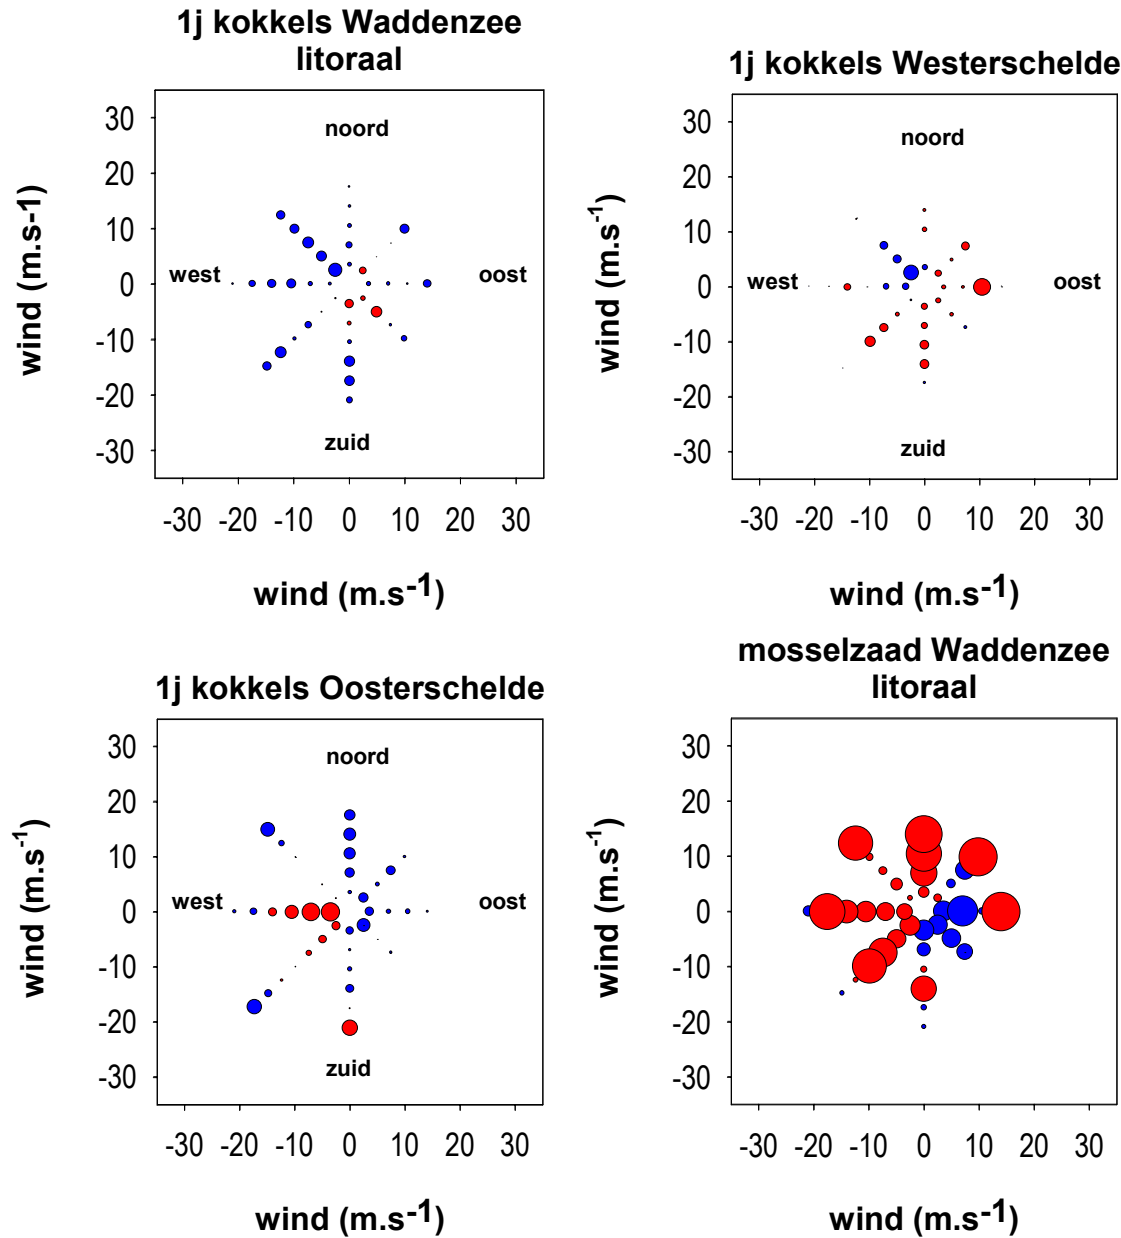 1j kokkels Waddenzee
litoraal
30
20
10
0
-10
-20
-30
wind (m.s-1)
noord
west
oost
zuid
-30 -20 -10 0 10 20 30
wind (m.s-1)
1j kokkels Westerschelde
30
20
10
0
-10
-20
-30
wind (m.s-1)
noord
west
oost
zuid
-30 -20 -10 0 10 20 30
wind (m.s-1)
1j kokkels Oosterschelde
30
20
10
0
-10
-20
-30
wind (m.s-1)
noord
west
oost
zuid
-30 -20 -10 0 10 20 30
wind (m.s-1)
mosselzaad Waddenzee
litoraal
30
20
10
0
-10
-20
-30
wind (m.s-1)
-30 -20 -10 0 10 20 30
wind (m.s-1)